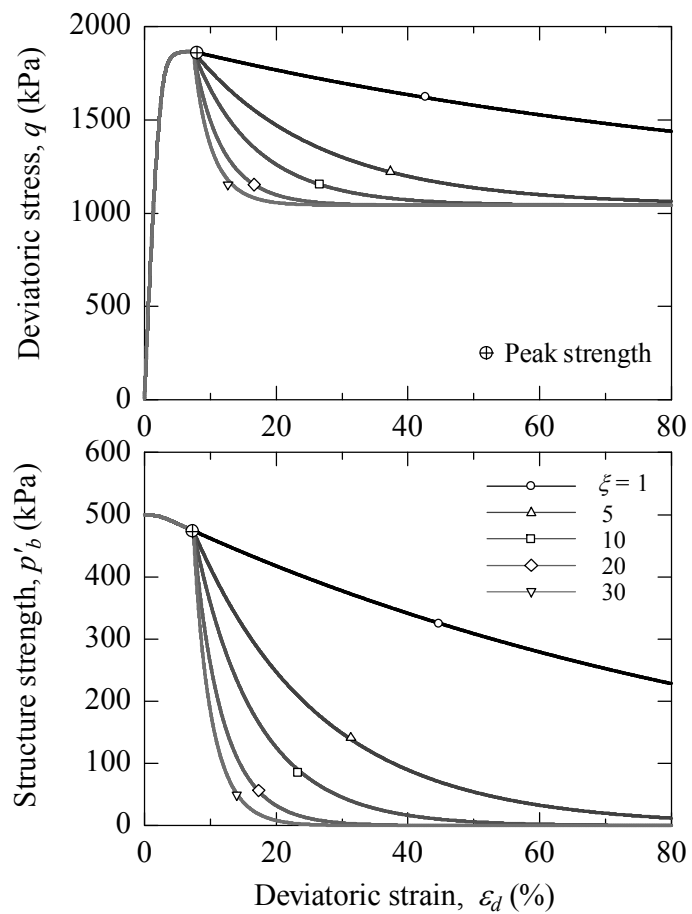 2000
1500
1000
500
0
Deviatoric stress, q (kPa)
⊕ Peak strength
0 20 40 60 80
600
500
400
300
200
100
0
Structure strength, p′b (kPa)
ξ = 1
5
10
20
30
0 20 40 60 80
Deviatoric strain, εd (%)